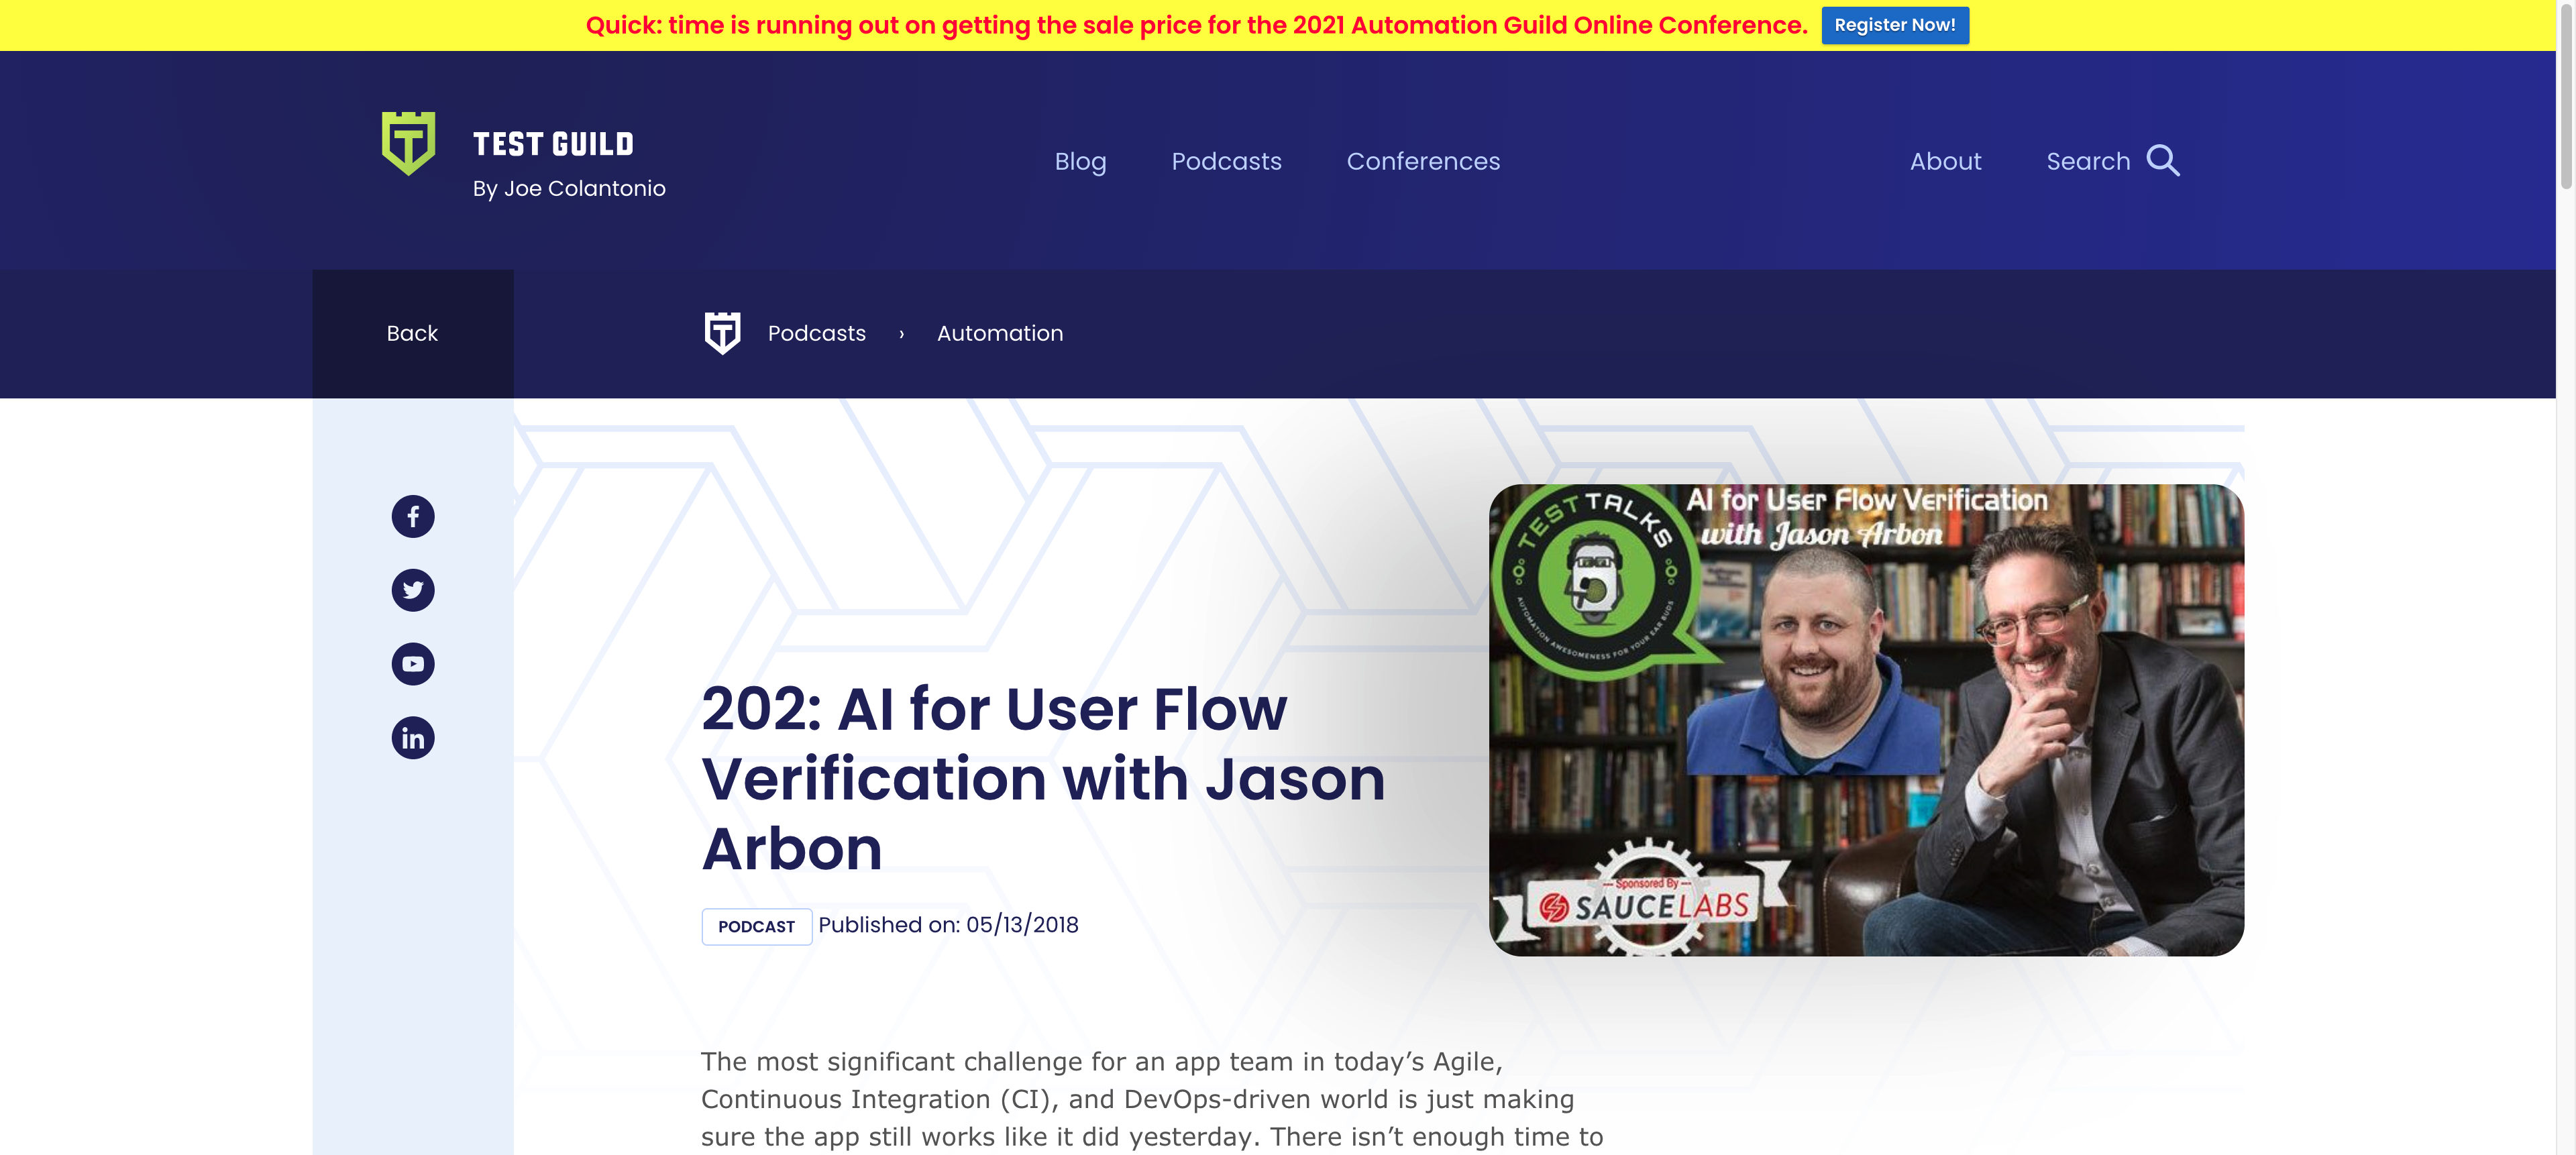 Quick: time is running out on getting the sale price for the 2021 Automation Guild Online Conference. Register Now!
TEST GUILD
By Joe Colantonio
Blog Podcasts Conferences About Search
Back
Podcasts › Automation
TEST TALKS
AUTOMATION AWESOMENESS FOR YOUR EAR BUDS
AI for User Flow Verification
with Jason Arbon
Sponsored By
SAUCE LABS
202: AI for User Flow
Verification with Jason
Arbon
PODCAST Published on: 05/13/2018
The most significant challenge for an app team in today’s Agile,
Continuous Integration (CI), and DevOps-driven world is just making
sure the app still works like it did yesterday. There isn’t enough time to